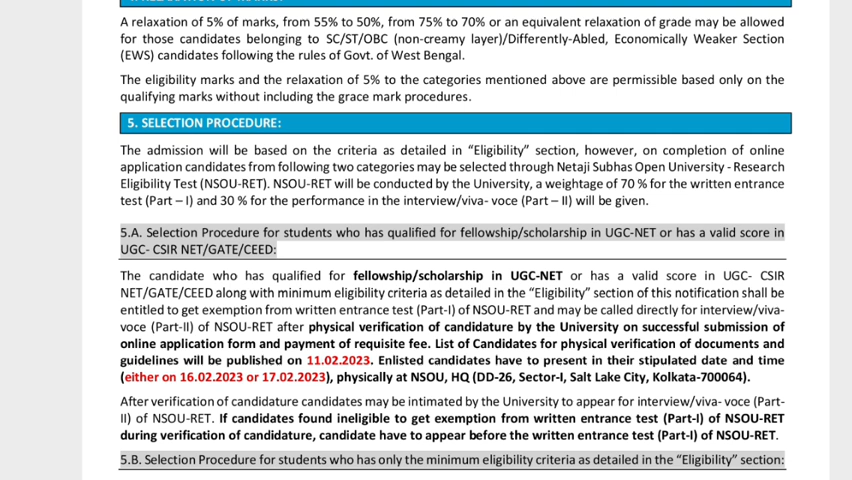 A relaxation of 5% of marks, from 55% to 50%, from 75% to 70% or an equivalent relaxation of grade may be allowed
for those candidates belonging to SC/ST/OBC (non-creamy layer)/Differently-Abled, Economically Weaker Section
(EWS) candidates following the rules of Govt. of West Bengal.
The eligibility marks and the relaxation of 5% to the categories mentioned above are permissible based only on the
qualifying marks without including the grace mark procedures.
5. SELECTION PROCEDURE:
The admission will be based on the criteria as detailed in “Eligibility” section, however, on completion of online
application candidates from following two categories may be selected through Netaji Subhas Open University - Research
Eligibility Test (NSOU-RET). NSOU-RET will be conducted by the University, a weightage of 70 % for the written entrance
test (Part – I) and 30 % for the performance in the interview/viva- voce (Part – II) will be given.
5.A. Selection Procedure for students who has qualified for fellowship/scholarship in UGC-NET or has a valid score in
UGC- CSIR NET/GATE/CEED:
The candidate who has qualified for fellowship/scholarship in UGC-NET or has a valid score in UGC- CSIR
NET/GATE/CEED along with minimum eligibility criteria as detailed in the “Eligibility” section of this notification shall be
entitled to get exemption from written entrance test (Part-I) of NSOU-RET and may be called directly for interview/viva-
voce (Part-II) of NSOU-RET after physical verification of candidature by the University on successful submission of
online application form and payment of requisite fee. List of Candidates for physical verification of documents and
guidelines will be published on 11.02.2023. Enlisted candidates have to present in their stipulated date and time
(either on 16.02.2023 or 17.02.2023), physically at NSOU, HQ (DD-26, Sector-I, Salt Lake City, Kolkata-700064).
After verification of candidature candidates may be intimated by the University to appear for interview/viva- voce (Part-
II) of NSOU-RET. If candidates found ineligible to get exemption from written entrance test (Part-I) of NSOU-RET
during verification of candidature, candidate have to appear before the written entrance test (Part-I) of NSOU-RET.
5.B. Selection Procedure for students who has only the minimum eligibility criteria as detailed in the “Eligibility” section: